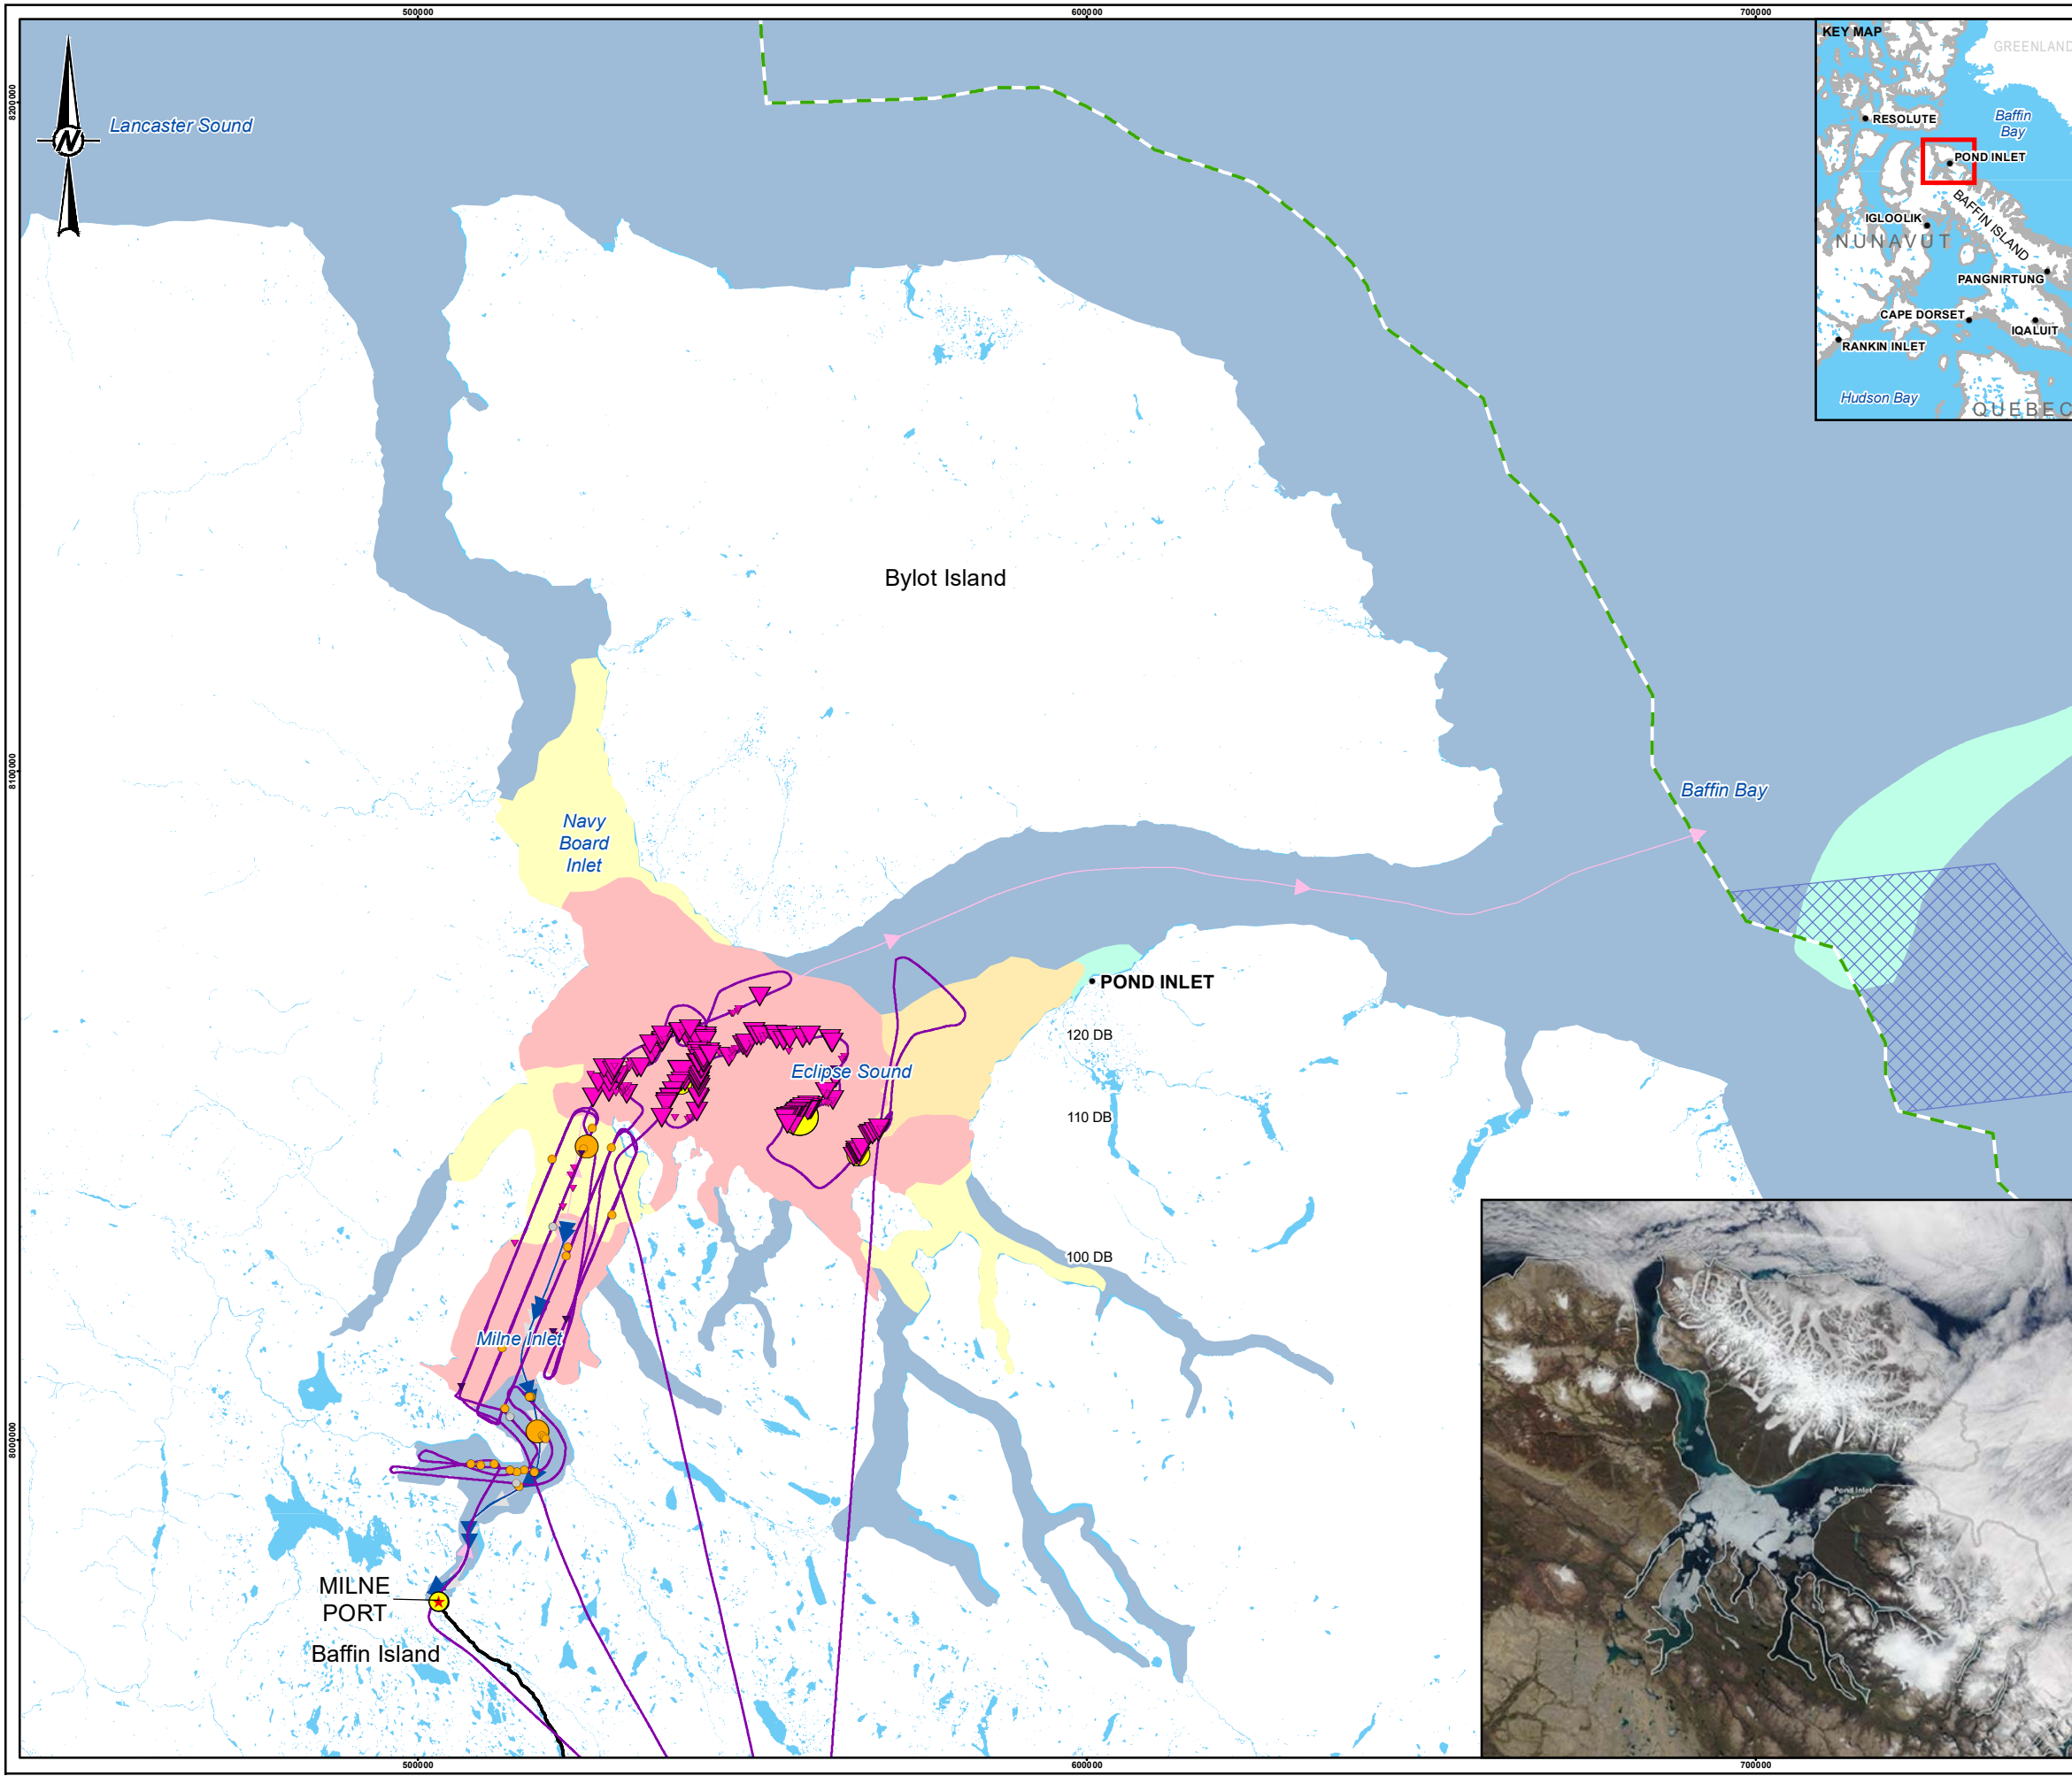 500000
600000
700000
8200000
8100000
8000000
N
Lancaster Sound
KEY MAP
GREENLAND
Baffin
Bay
RESOLUTE
POND INLET
BAFFIN ISLAND
IGLOOLIK
NUNAVUT
PANGNIRTUNG
CAPE DORSET
IQALUIT
RANKIN INLET
Hudson Bay
QUEBEC
Bylot Island
Baffin Bay
Navy
Board
Inlet
POND INLET
120 DB
Eclipse Sound
110 DB
100 DB
Milne Inlet
Pond Inlet
MILNE
PORT
Baffin Island
500000
600000
700000